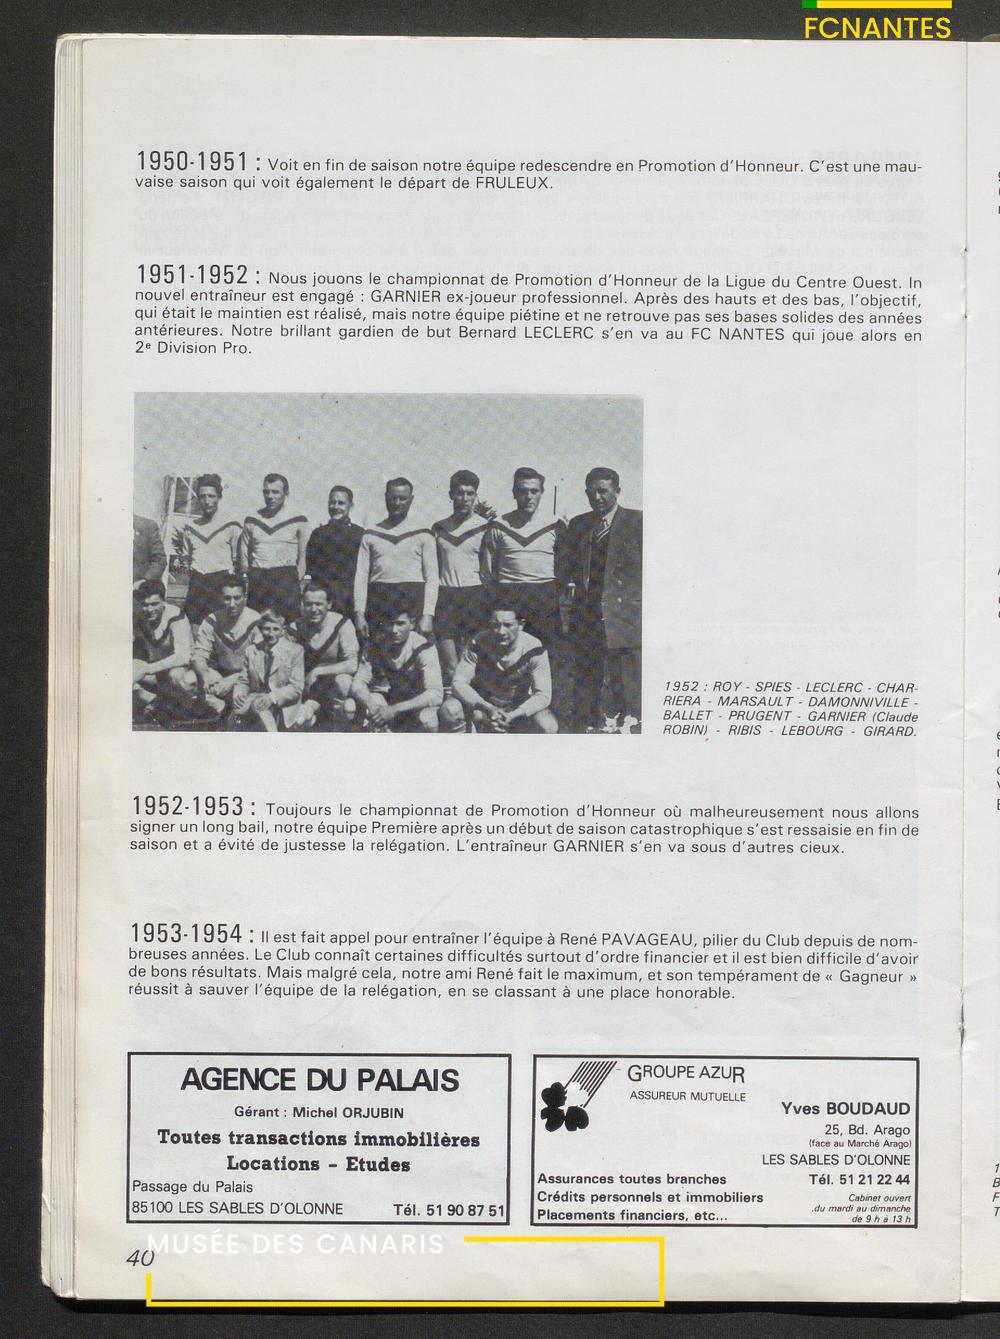 FCNANTES
1950-1951 : Voit en fin de saison notre équipe redescendre en Promotion d'Honneur. C'est une mau-
vaise saison qui voit également le départ de FRULEUX.
1951-1952 : Nous jouons le championnat de Promotion d'Honneur de la Ligue du Centre Ouest. In
nouvel entraîneur est engagé : GARNIER ex-joueur professionnel. Après des hauts et des bas, l'objectif,
qui était le maintien est réalisé, mais notre équipe piétine et ne retrouve pas ses bases solides des années
antérieures. Notre brillant gardien de but Bernard LECLERC s'en va au FC NANTES qui joue alors en
2e Division Pro.
1952 : ROY - SPIES - LECLERC - CHAR-
RIERA - MARSAULT - DAMONNIVILLE -
BALLET - PRUGENT - GARNIER (Claude
ROBIN) - RIBIS - LEBOURG - GIRARD.
1952-1953 : Toujours le championnat de Promotion d'Honneur où malheureusement nous allons
signer un long bail, notre équipe Première après un début de saison catastrophique s'est ressaisie en fin de
saison et a évité de justesse la relégation. L'entraîneur GARNIER s'en va sous d'autres cieux.
1953-1954 : Il est fait appel pour entraîner l'équipe à René PAVAGEAU, pilier du Club depuis de nom-
breuses années. Le Club connaît certaines difficultés surtout d'ordre financier et il est bien difficile d'avoir
de bons résultats. Mais malgré cela, notre ami René fait le maximum, et son tempérament de « Gagneur »
réussit à sauver l'équipe de la relégation, en se classant à une place honorable.
AGENCE DU PALAIS
Gérant : Michel ORJUBIN
Toutes transactions immobilières
Locations - Etudes
Passage du Palais
85100 LES SABLES D'OLONNE Tél. 51 90 87 51
GROUPE AZUR
ASSUREUR MUTUELLE
Yves BOUDAUD
25, Bd. Arago
(face au Marché Arago)
LES SABLES D'OLONNE
Assurances toutes branches Tél. 51 21 22 44
Crédits personnels et immobiliers
Placements financiers, etc...
Cabinet ouvert
.du mardi au dimanche
de 9 h à 13 h
MUSÉE DES CANARIS
40